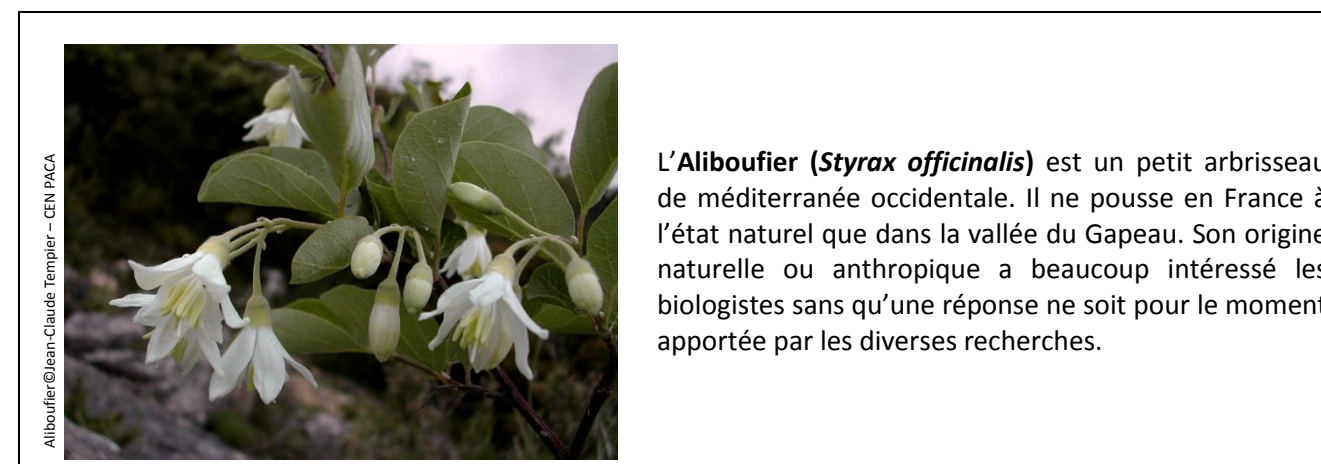 Aliboufier©Jean-Claude Tempier – CEN PACA
L’Aliboufier (Styrax officinalis) est un petit arbrisseau
de méditerranée occidentale. Il ne pousse en France à
l’état naturel que dans la vallée du Gapeau. Son origine
naturelle ou anthropique a beaucoup intéressé les
biologistes sans qu’une réponse ne soit pour le moment
apportée par les diverses recherches.